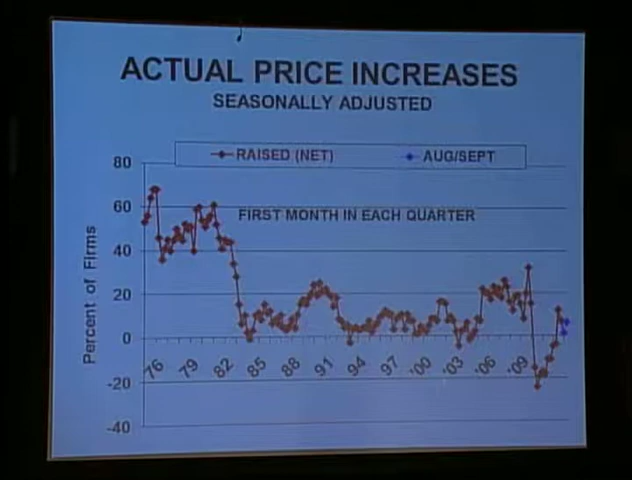 ACTUAL PRICE INCREASES
SEASONALLY ADJUSTED
RAISED (NET) AUG/SEPT
FIRST MONTH IN EACH QUARTER
Percent of Firms
80
60
40
20
0
-20
-40
76 79 82 85 88 91 94 97 '00 '03 '06 '09